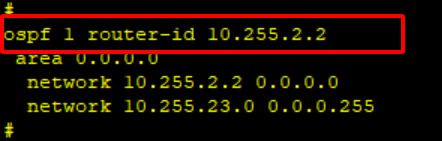 #
ospf 1 router-id 10.255.2.2
area 0.0.0.0
network 10.255.2.2 0.0.0.0
network 10.255.23.0 0.0.0.255
#